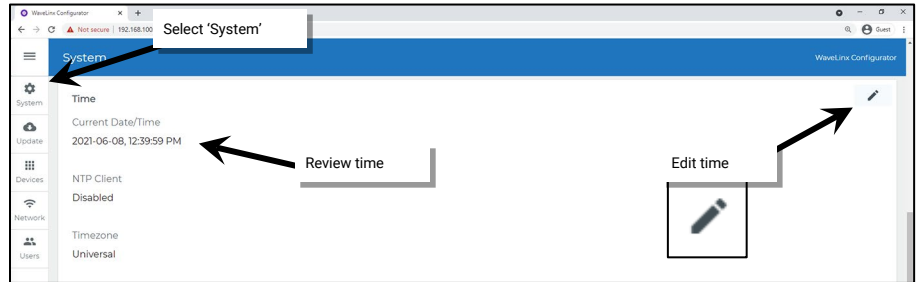 WaveLinx Configurator
Not secure | 192.168.100
Guest
Select ‘System’
System
WaveLinx Configurator
System
Update
Devices
Network
Users
Time
Current Date/Time
2021-06-08, 12:39:59 PM
Review time
Edit time
NTP Client
Disabled
Timezone
Universal